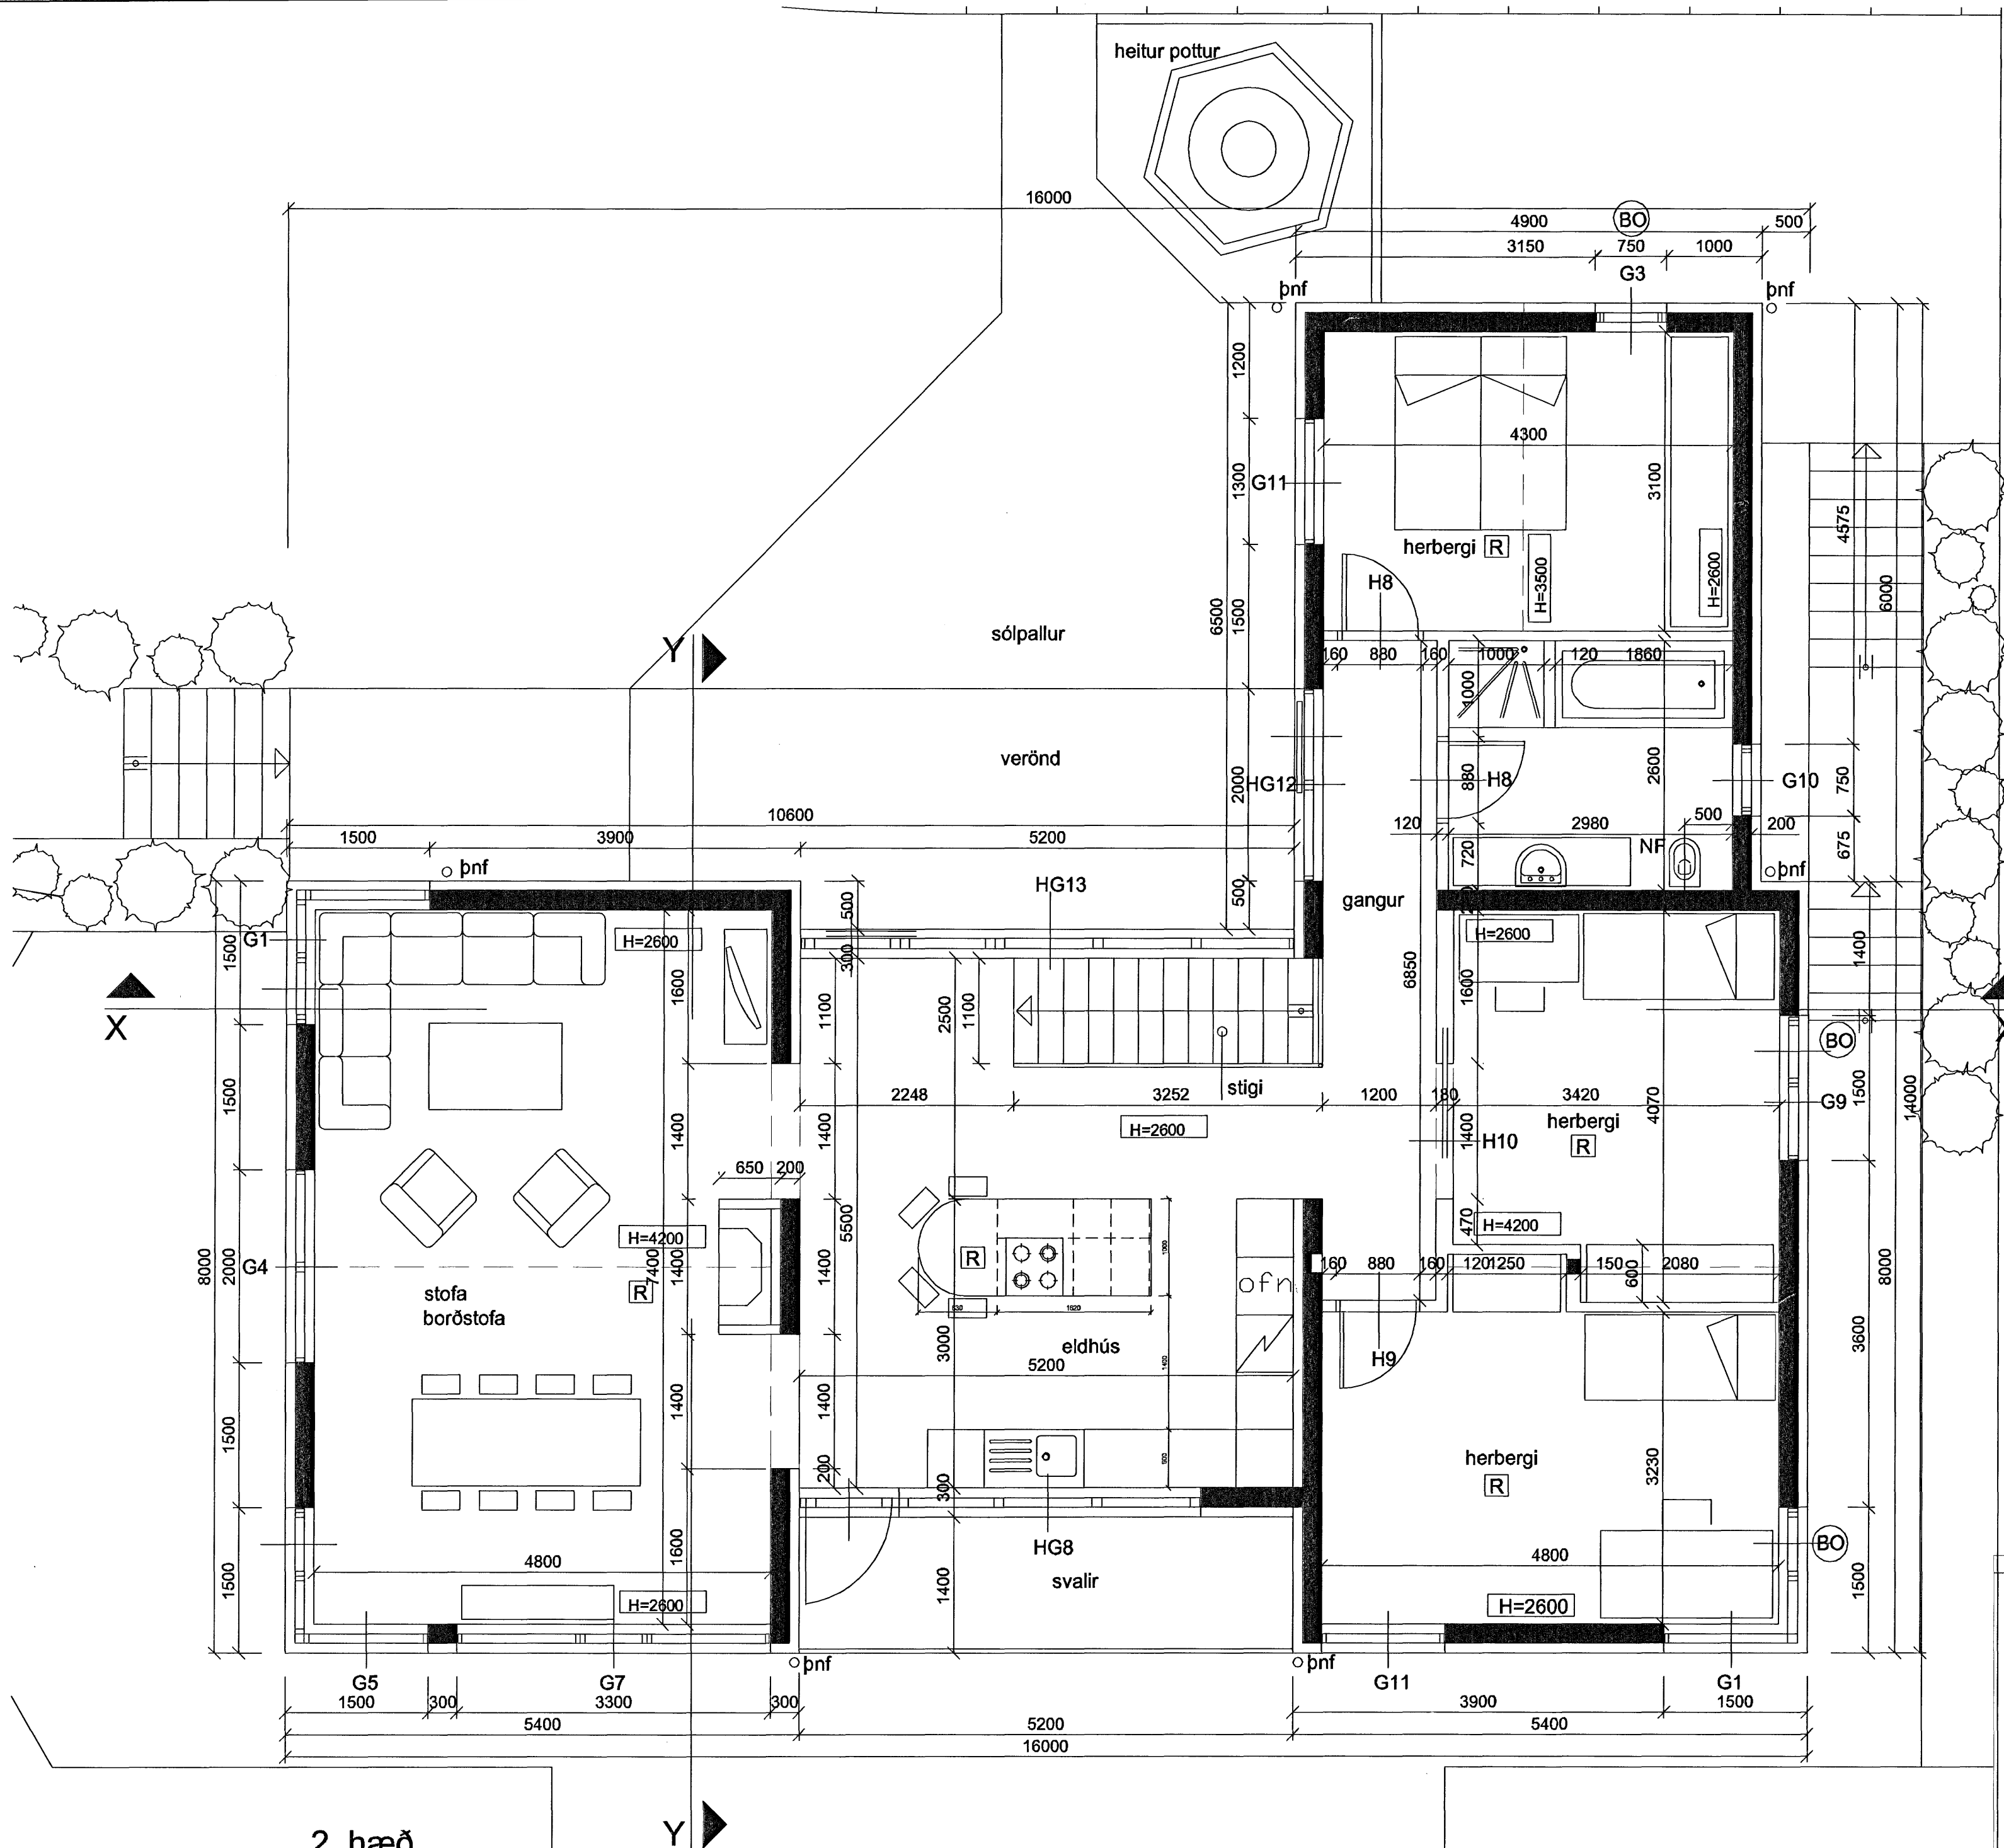 heitur pottur
16000
4900 BO 500
3150 750 1000
G3
þnf þnf
1200
4300
1300 G11
3100
4575
herbergi R
H=3500
H=2600
H8
6000
6500
1500
sólpallur
Y
160 880 160 1000 120 1860
1000
verönd
2000 HG12
880 H8
2600
G10 750
10600
1500 3900 5200
120 2980 500 200
720 NF
675
þnf
þnf
HG13
500
500
gangur
G1 1500
H=2600
300
1600
1100
2500
1100
6850
H=2600
1600
1400
X
BO
stigi
2248 3252 1200 180 3420
1500
1400
1400
H=2600
1400 H10
4070
herbergi
R
G9 1500
14000
650 200
5500
470 H=4200
8000 2000 G4
H=4200
7400
1400
1400
R
1000
ofn
160 880 160 120 1250 150 2080
600
8000
stofa
borðstofa
R
630 1620
3000
eldhús
5200
1400
H9
3600
1500
1400
1400
herbergi
R
3230
200
300
600
1500
4800
1600
HG8
svalir
1400
4800
BO
1500
H=2600
H=2600
þnf þnf
G5 G7 G11 G1
1500 300 3300 300 3900 1500
5400 5200 5400
16000
Y
2. hæð